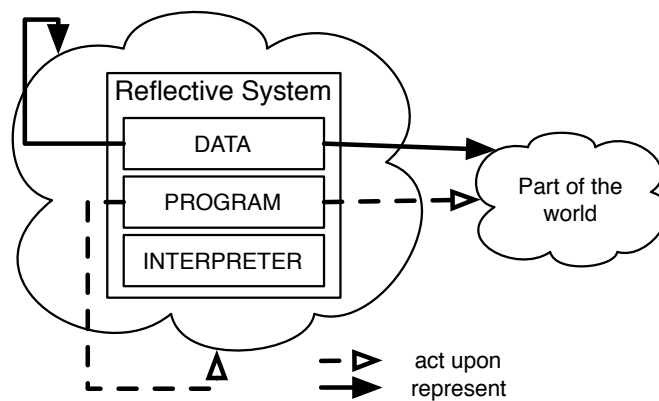 Reflective System
DATA
PROGRAM
INTERPRETER
Part of the
world
act upon
represent